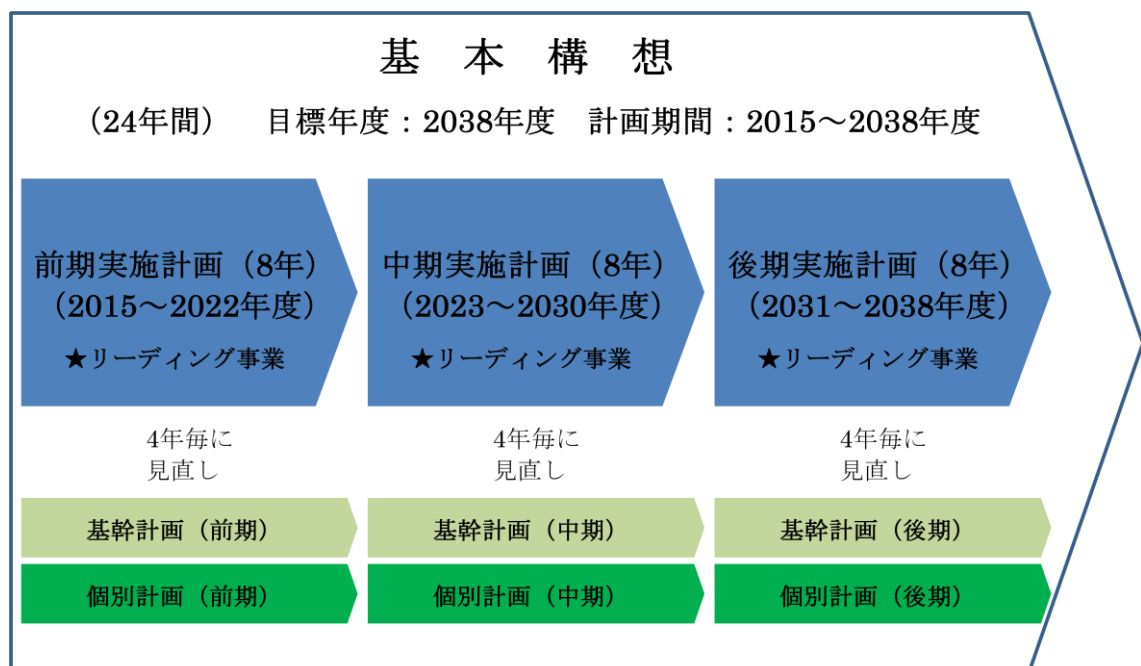 基　本　構　想
（24年間）　目標年度：2038年度　計画期間：2015～2038年度
前期実施計画（8年）
（2015～2022年度）
★リーディング事業
中期実施計画（8年）
（2023～2030年度）
★リーディング事業
後期実施計画（8年）
（2031～2038年度）
★リーディング事業
4年毎に
見直し
4年毎に
見直し
4年毎に
見直し
基幹計画（前期）
基幹計画（中期）
基幹計画（後期）
個別計画（前期）
個別計画（中期）
個別計画（後期）